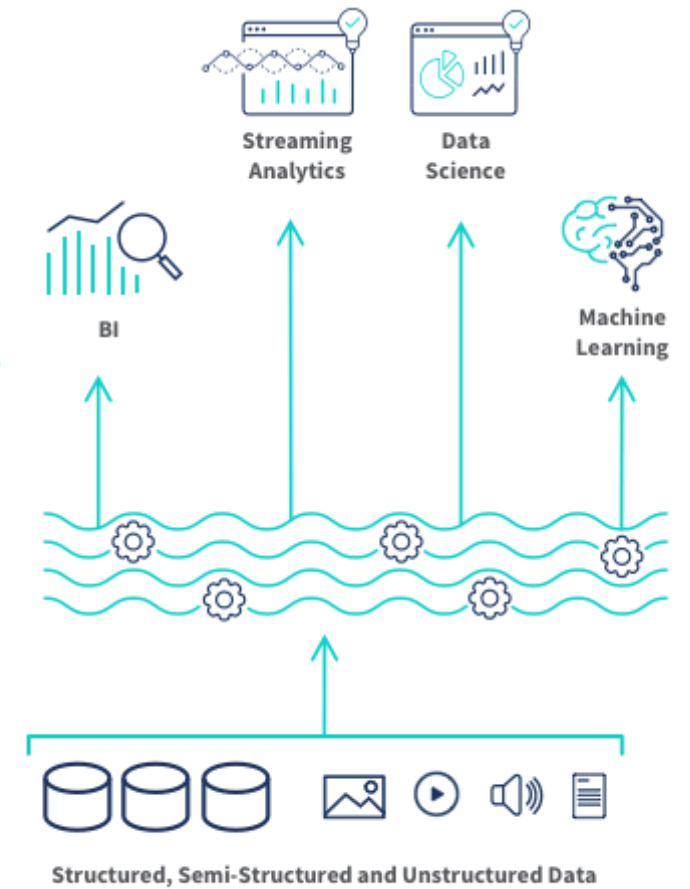 Streaming
Analytics
Data
Science
BI
Machine
Learning
Structured, Semi-Structured and Unstructured Data